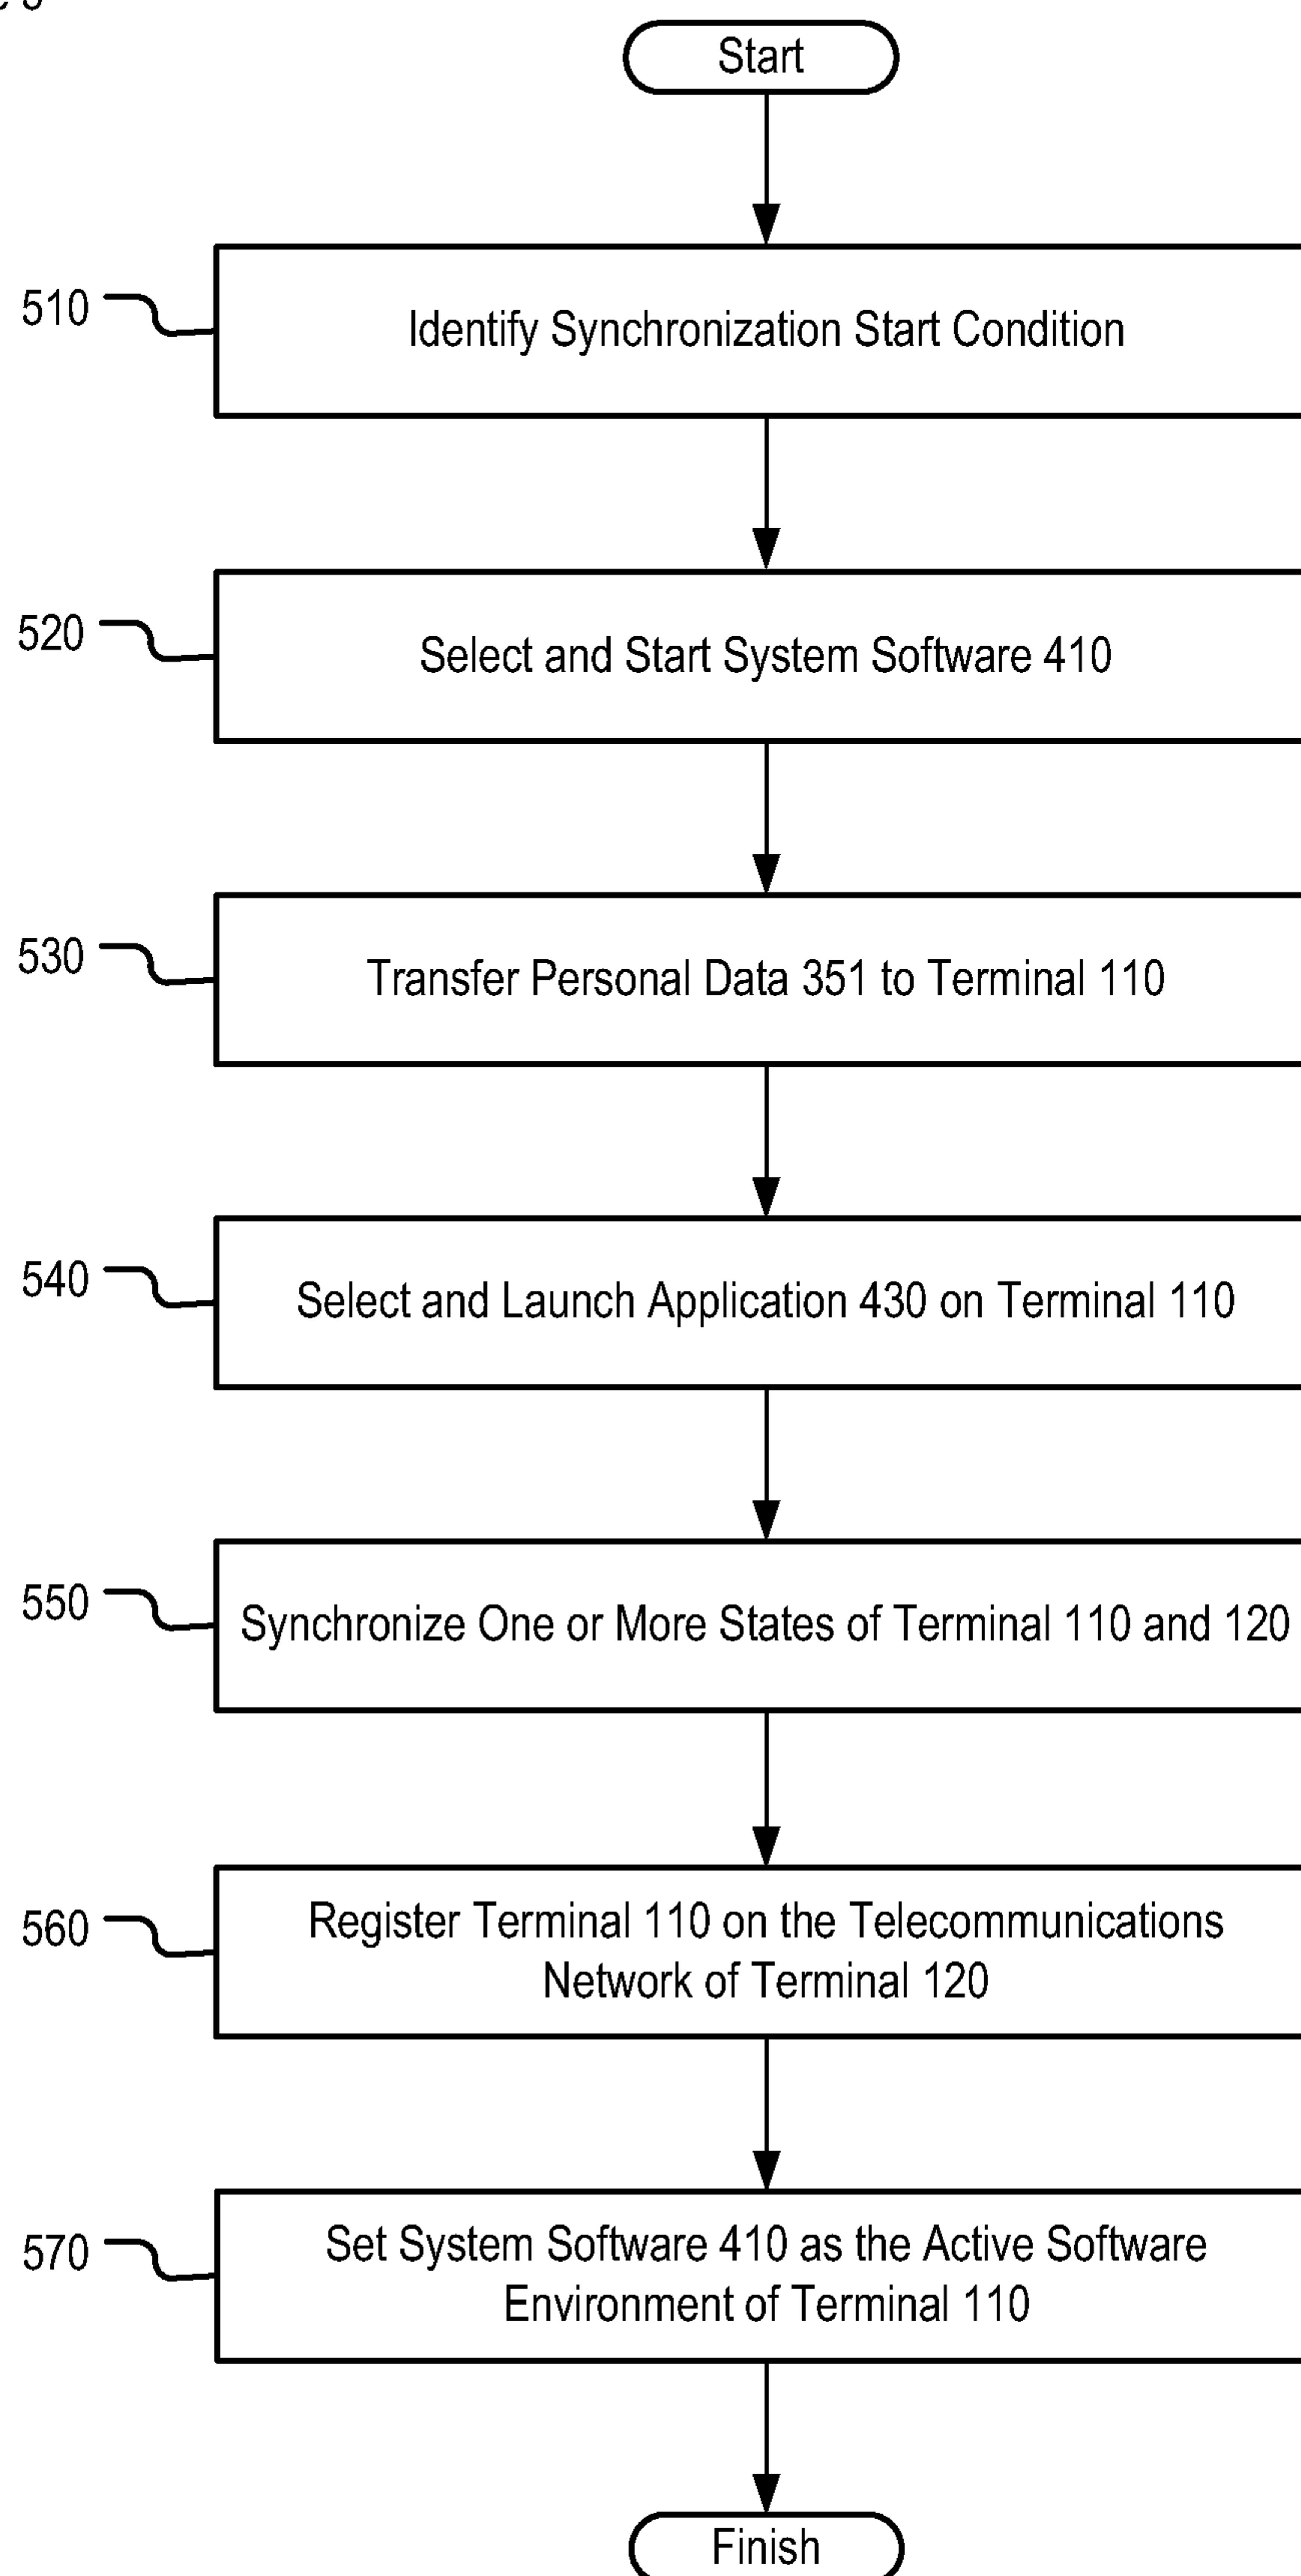 Start
510
Identify Synchronization Start Condition
520
Select and Start System Software 410
530
Transfer Personal Data 351 to Terminal 110
540
Select and Launch Application 430 on Terminal 110
550
Synchronize One or More States of Terminal 110 and 120
560
Register Terminal 110 on the Telecommunications
Network of Terminal 120
570
Set System Software 410 as the Active Software
Environment of Terminal 110
Finish